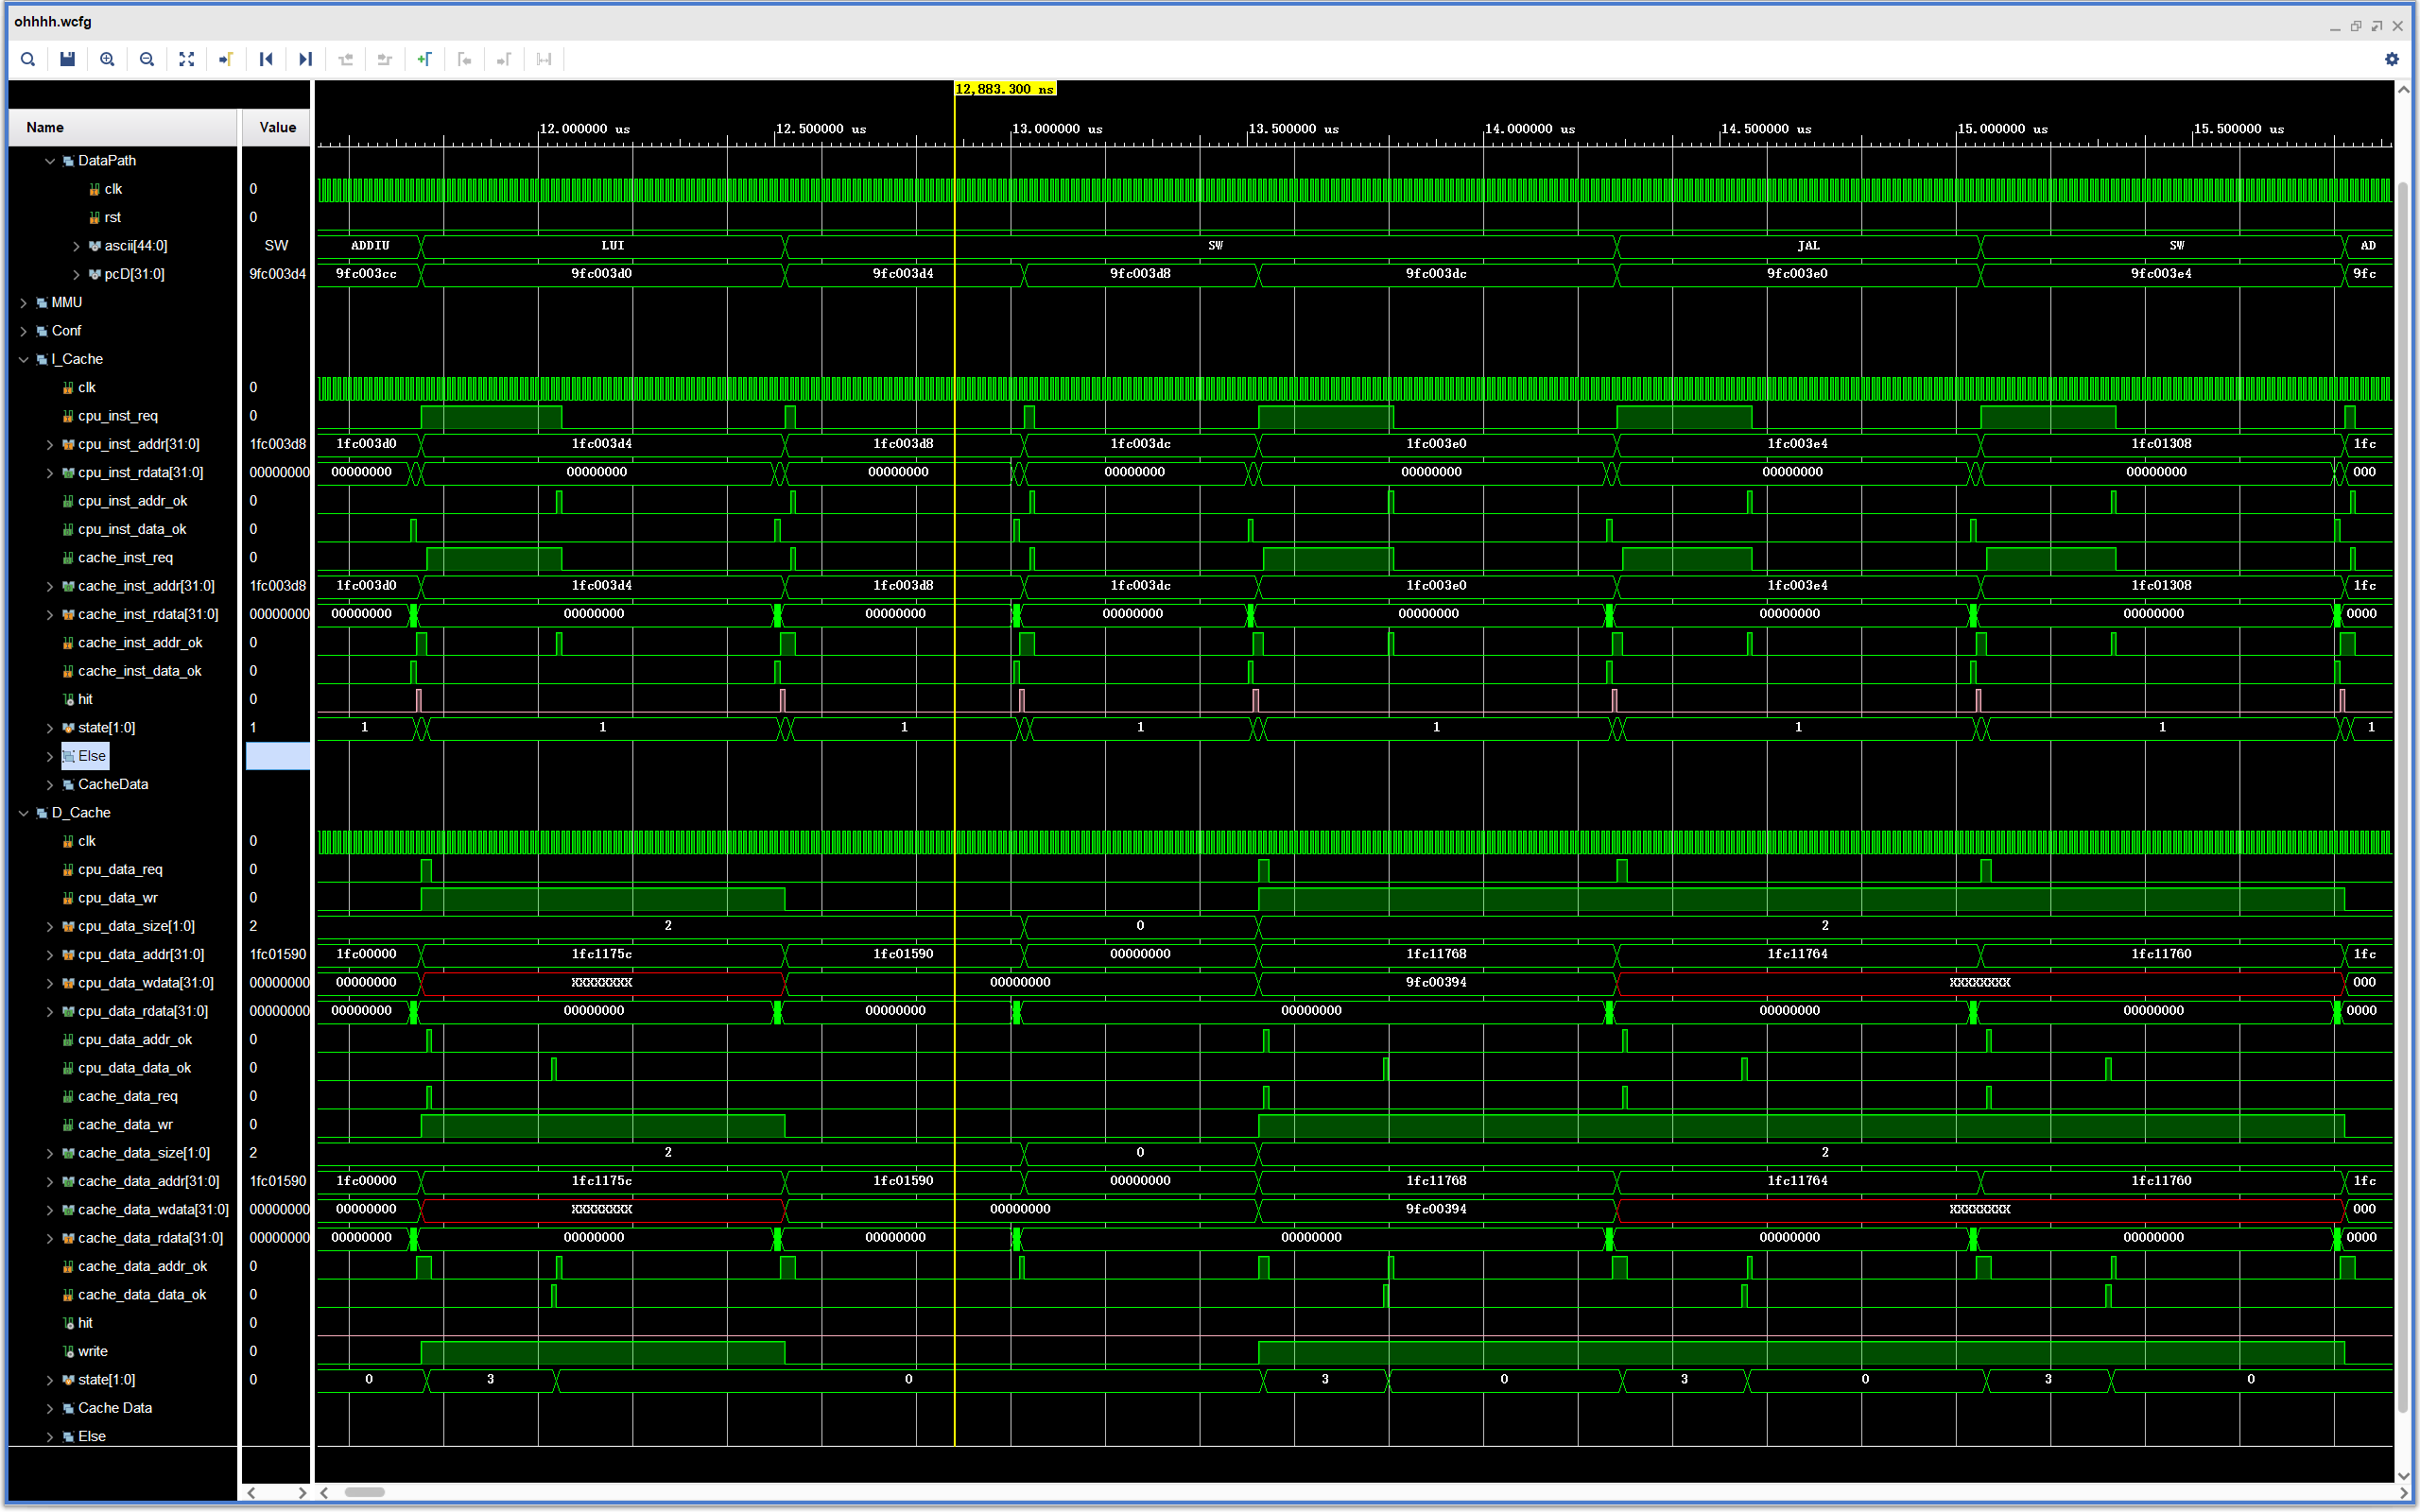 ohhhh.wcfg
12,883.300 ns
Name Value
12.000000 us 12.500000 us 13.000000 us 13.500000 us 14.000000 us 14.500000 us 15.000000 us 15.500000 us
DataPath
clk 0
rst 0
ascii[44:0] SW ADDIU LUI SW JAL SW AD
pcD[31:0] 9fc003d4 9fc003cc 9fc003d0 9fc003d4 9fc003d8 9fc003dc 9fc003e0 9fc003e4 9fc
MMU
Conf
I_Cache
clk 0
cpu_inst_req 0
cpu_inst_addr[31:0] 1fc003d8 1fc003d0 1fc003d4 1fc003d8 1fc003dc 1fc003e0 1fc003e4 1fc01308 1fc
cpu_inst_rdata[31:0] 00000000 00000000 00000000 00000000 00000000 00000000 00000000 00000000 000
cpu_inst_addr_ok 0
cpu_inst_data_ok 0
cache_inst_req 0
cache_inst_addr[31:0] 1fc003d8 1fc003d0 1fc003d4 1fc003d8 1fc003dc 1fc003e0 1fc003e4 1fc01308 1fc
cache_inst_rdata[31:0] 00000000 00000000 00000000 00000000 00000000 00000000 00000000 00000000 0000
cache_inst_addr_ok 0
cache_inst_data_ok 0
hit 0
state[1:0] 1 1 1 1 1 1 1 1 1
Else
CacheData
D_Cache
clk 0
cpu_data_req 0
cpu_data_wr 0
cpu_data_size[1:0] 2 2 0 2
cpu_data_addr[31:0] 1fc01590 1fc00000 1fc1175c 1fc01590 00000000 1fc11768 1fc11764 1fc11760 1fc
cpu_data_wdata[31:0] 00000000 00000000 XXXXXXXX 00000000 9fc00394 XXXXXXXX 000
cpu_data_rdata[31:0] 00000000 00000000 00000000 00000000 00000000 00000000 00000000 0000
cpu_data_addr_ok 0
cpu_data_data_ok 0
cache_data_req 0
cache_data_wr 0
cache_data_size[1:0] 2 2 0 2
cache_data_addr[31:0] 1fc01590 1fc00000 1fc1175c 1fc01590 00000000 1fc11768 1fc11764 1fc11760 1fc
cache_data_wdata[31:0] 00000000 00000000 XXXXXXXX 00000000 9fc00394 XXXXXXXX 000
cache_data_rdata[31:0] 00000000 00000000 00000000 00000000 00000000 00000000 00000000 0000
cache_data_addr_ok 0
cache_data_data_ok 0
hit 0
write 0
state[1:0] 0 0 3 0 3 0 3 0 3 0
Cache Data
Else